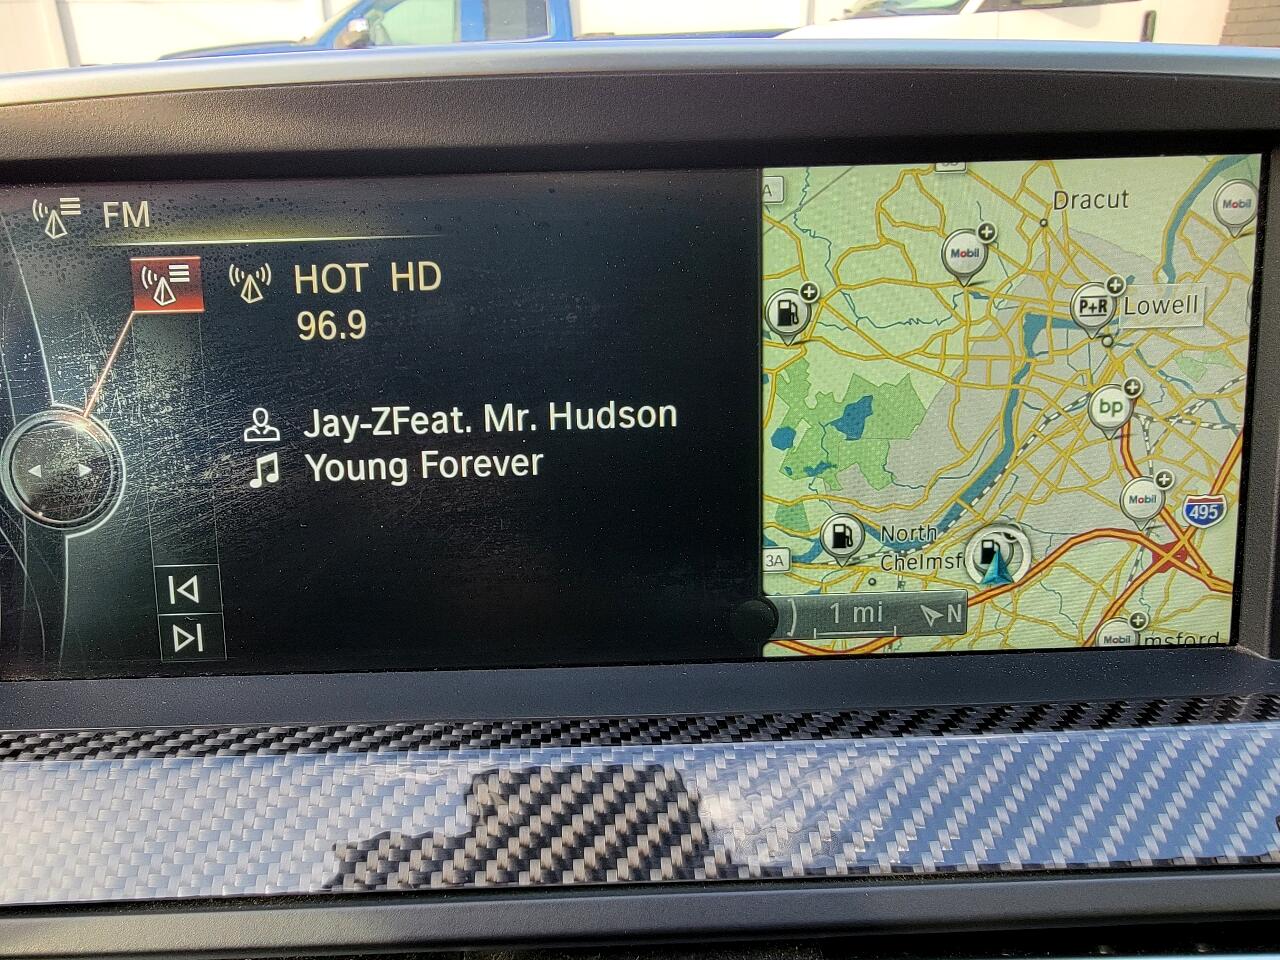 FM
HOT HD
96.9
Jay-ZFeat. Mr. Hudson
Young Forever
A
Dracut
Mobil
Mobil
P+R
Lowell
bp
Mobil
495
North
Chelmsf
3A
1 mi
N
Mobil
msford